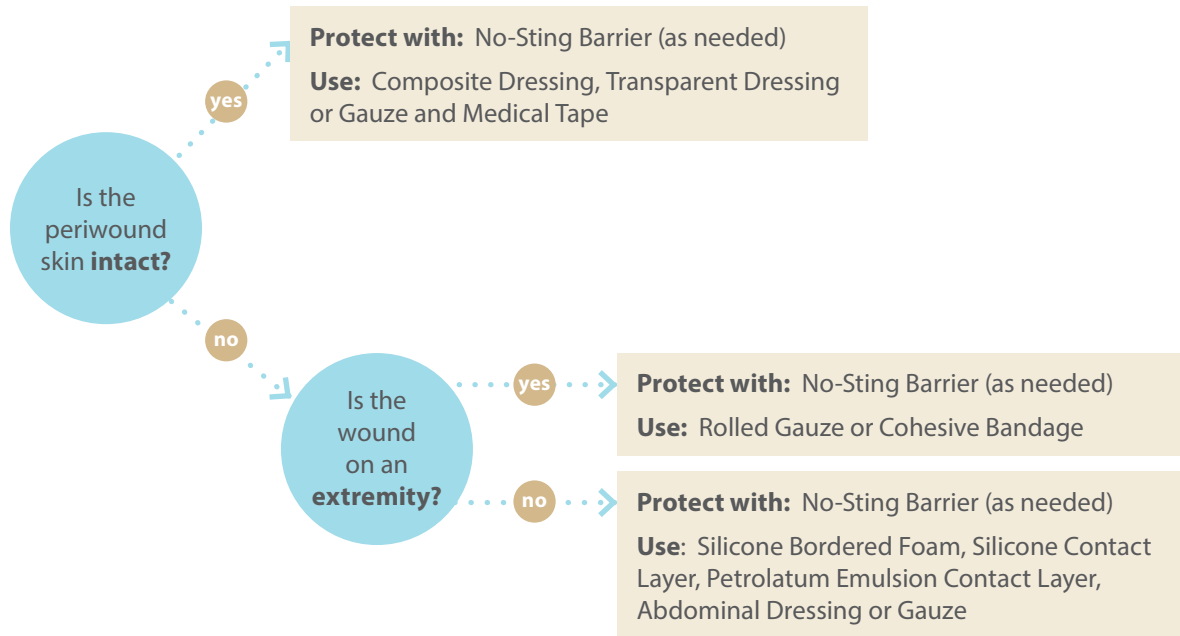 Protect with: No-Sting Barrier (as needed)
Use: Composite Dressing, Transparent Dressing
or Gauze and Medical Tape
yes
Is the
periwound
skin intact?
no
Is the
wound
on an
extremity?
yes
Protect with: No-Sting Barrier (as needed)
Use: Rolled Gauze or Cohesive Bandage
no
Protect with: No-Sting Barrier (as needed)
Use: Silicone Bordered Foam, Silicone Contact
Layer, Petrolatum Emulsion Contact Layer,
Abdominal Dressing or Gauze